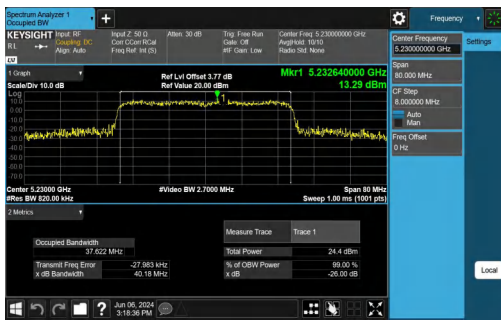 Spectrum Analyzer 1
Occupied BW
+
Frequency
KEYSIGHT
RL
Input: RF
Coupling: DC
Align: Auto
Input Z: 50 Ω
Corr CCorr RCal
Freq Ref: Int (S)
Atten: 30 dB
Trig: Free Run
Gate: Off
#IF Gain: Low
Center Freq: 5.230000000 GHz
Avg|Hold: 10/10
Radio Std: None
LW
1 Graph
Scale/Div 10.0 dB
Ref Lvl Offset 3.77 dB
Ref Value 20.00 dBm
Mkr1 5.232640000 GHz
13.29 dBm
Log
10.0
0.00
-10.0
-20.0
-30.0
-40.0
-50.0
-60.0
-70.0
1
Center 5.23000 GHz
#Res BW 820.00 kHz
#Video BW 2.7000 MHz
Span 80 MHz
Sweep 1.00 ms (1001 pts)
2 Metrics
Measure Trace
Trace 1
Occupied Bandwidth
37.622 MHz
Total Power
24.4 dBm
Transmit Freq Error
-27.983 kHz
% of OBW Power
99.00 %
x dB Bandwidth
40.18 MHz
x dB
-26.00 dB
Center Frequency
5.230000000 GHz
Settings
Span
80.000 MHz
CF Step
8.000000 MHz
Auto
Man
Freq Offset
0 Hz
Local
?
Jun 06, 2024
3:18:36 PM